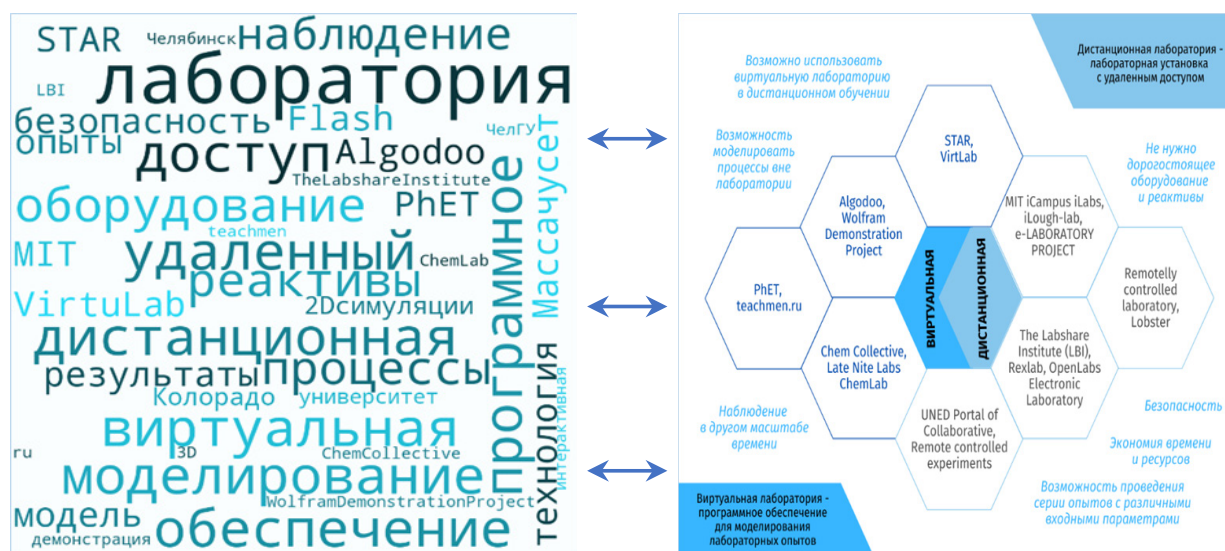 STAR
Челябинск
наблюдение
лаборатория
LBI
безопасность
Flash
ЧелГУ
опыты
доступ
Algodoo
TheLabshareInstitute
оборудование
PhET
teachmen
MIT
удаленный
ChemLab
реактивы
VirtuLab
2Dсимуляции
дистанционная
результаты
процессы
Колорадо
университет
виртуальная
ru
3D
ChemCollective
моделирование
WolframDemonstrationProject
модель
обеспечение
демонстрация
программное
Массачусет
технология
интерактивная
Дистанционная лаборатория -
лабораторная установка
с удаленным доступом
Возможно использовать
виртуальную лабораторию
в дистанционном обучении
Возможность
моделировать
процессы вне
лаборатории
STAR,
VirtLab
Не нужно
дорогостоящее
оборудование
и реактивы
Algodoo,
Wolfram
Demonstration
Project
MIT iCampus iLabs,
iLough-lab,
e-LABORATORY
PROJECT
ВИРТУАЛЬНАЯ
ДИСТАНЦИОННАЯ
PhET,
teachmen.ru
Remotelly
controlled
laboratory,
Lobster
Chem Collective,
Late Nite Labs
ChemLab
The Labshare
Institute (LBI),
Rexlab, OpenLabs
Electronic
Laboratory
Наблюдение
в другом масштабе
времени
UNED Portal of
Collaborative,
Remote controlled
experiments
Безопасность
Экономия времени
и ресурсов
Возможность проведения
серии опытов с различными
входными параметрами
Виртуальная лаборатория -
программное обеспечение
для моделирования
лабораторных опытов